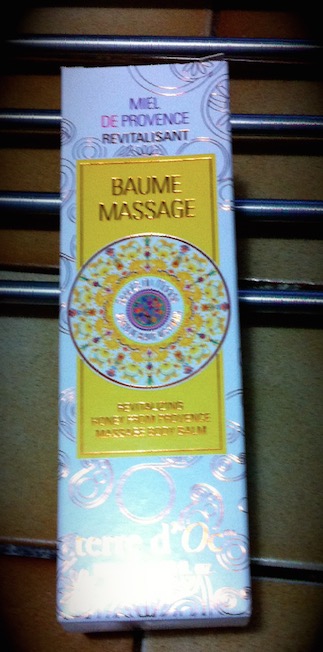 MIEL
DE PROVENCE
REVITALISANT
BAUME
MASSAGE
REVITALIZING
HONEY FROM PROVENCE
MASSAGE BODY BALM
terre d'Oc